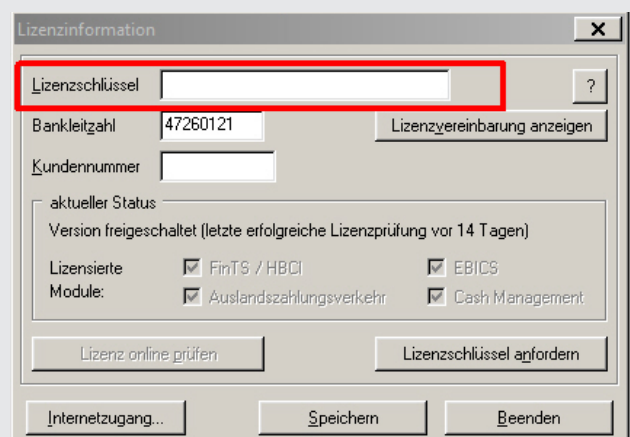 Lizenzinformation
Lizenzschlüssel
?
Bankleitzahl 47260121 Lizenzvereinbarung anzeigen
Kundennummer
aktueller Status
Version freigeschaltet (letzte erfolgreiche Lizenzprüfung vor 14 Tagen)
Lizensierte FinTS / HBCI EBICS
Module: Auslandszahlungsverkehr Cash Management
Lizenz online prüfen Lizenzschlüssel anfordern
Internetzugang... Speichern Beenden